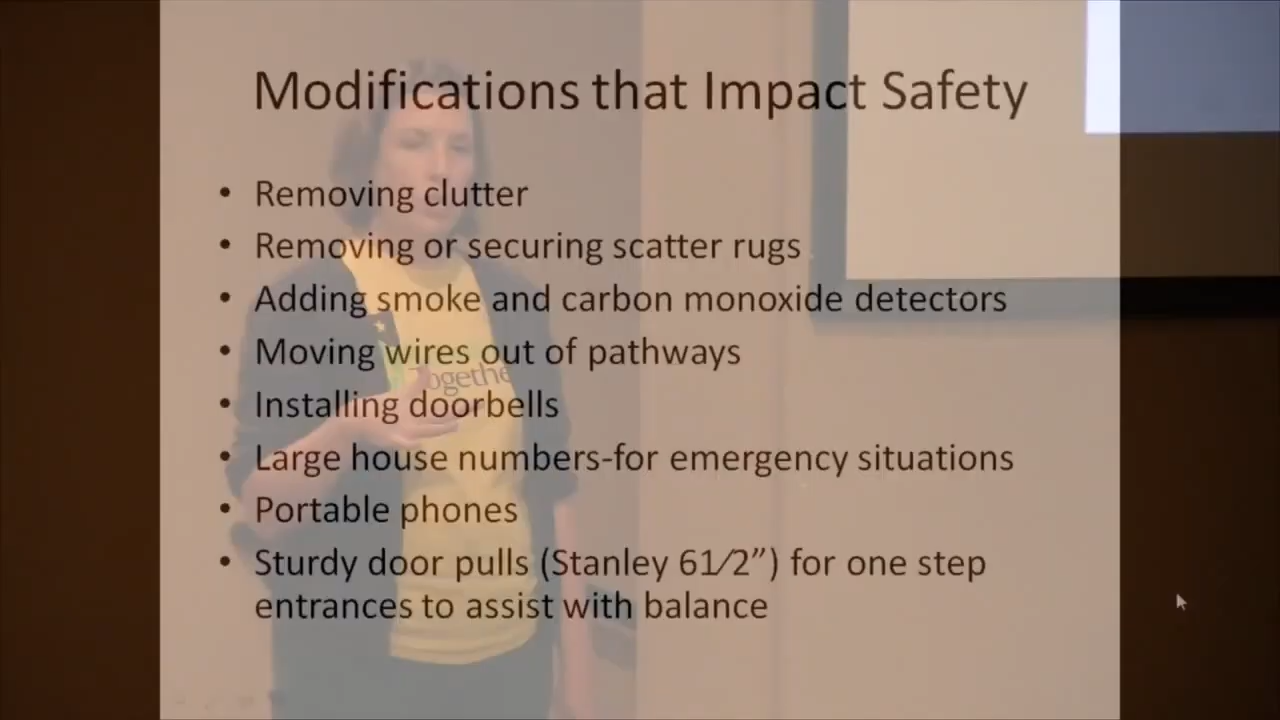 Modifications that Impact Safety
• Removing clutter
• Removing or securing scatter rugs
• Adding smoke and carbon monoxide detectors
• Moving wires out of pathways
Togethe
• Installing doorbells
• Large house numbers-for emergency situations
• Portable phones
• Sturdy door pulls (Stanley 61/2”) for one step
entrances to assist with balance